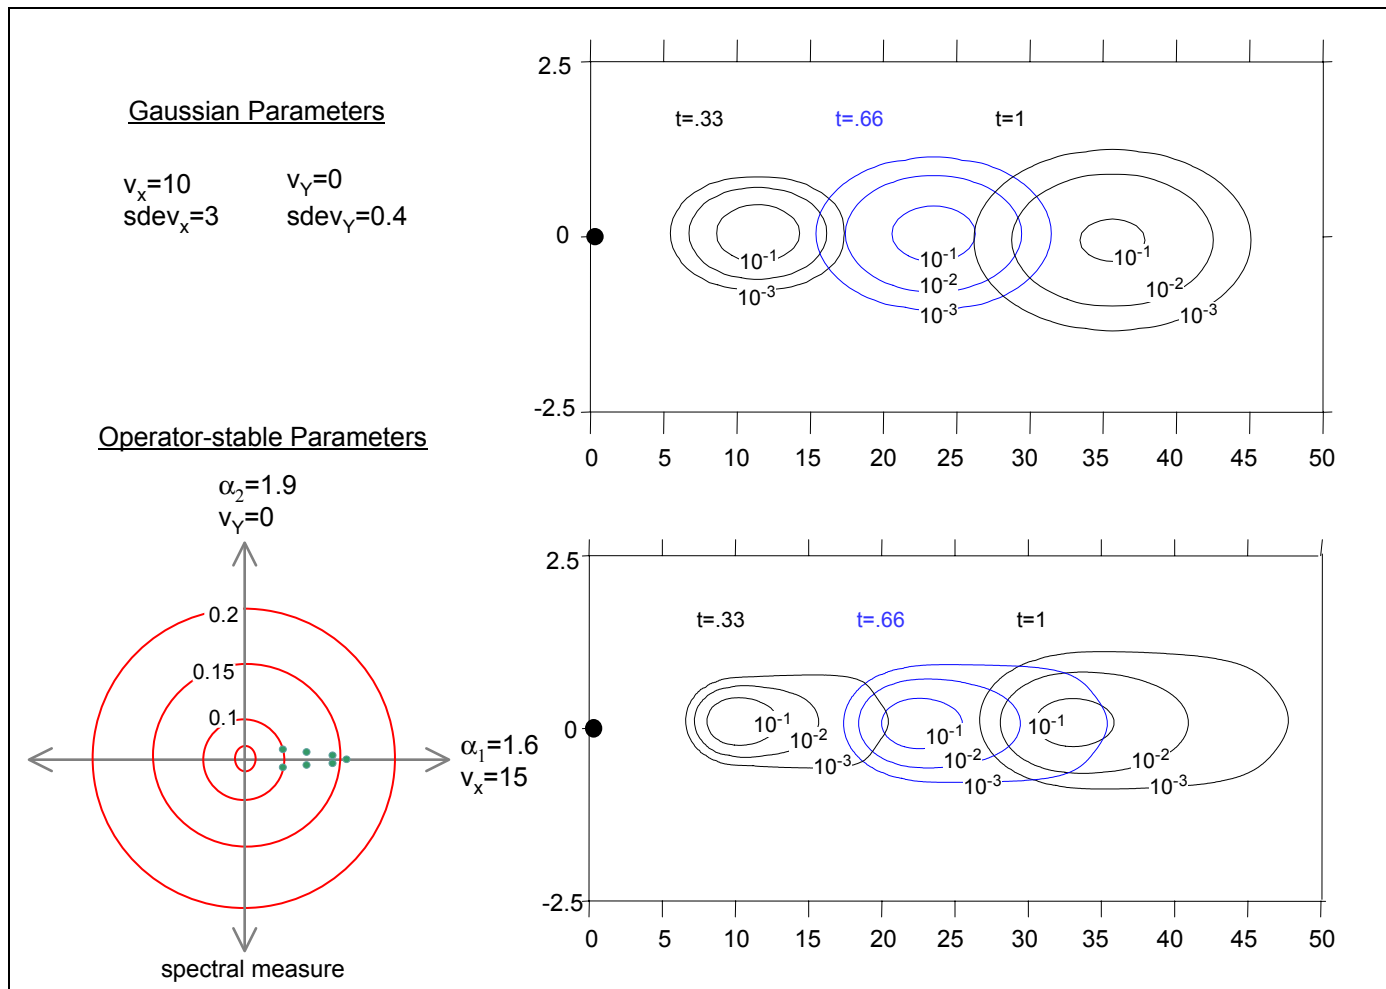 Gaussian Parameters
vx=10 vY=0
sdevx=3 sdevY=0.4
2.5
0
-2.5
t=.33 t=.66 t=1
10-1 10-1 10-1
10-2 10-2
10-3 10-3 10-3
0 5 10 15 20 25 30 35 40 45 50
Operator-stable Parameters
α2=1.9
vY=0
0.2
0.15
0.1
α1=1.6
vx=15
spectral measure
2.5
0
-2.5
t=.33 t=.66 t=1
10-1 10-1 10-1
10-2 10-2 10-2
10-3 10-3 10-3
0 5 10 15 20 25 30 35 40 45 50